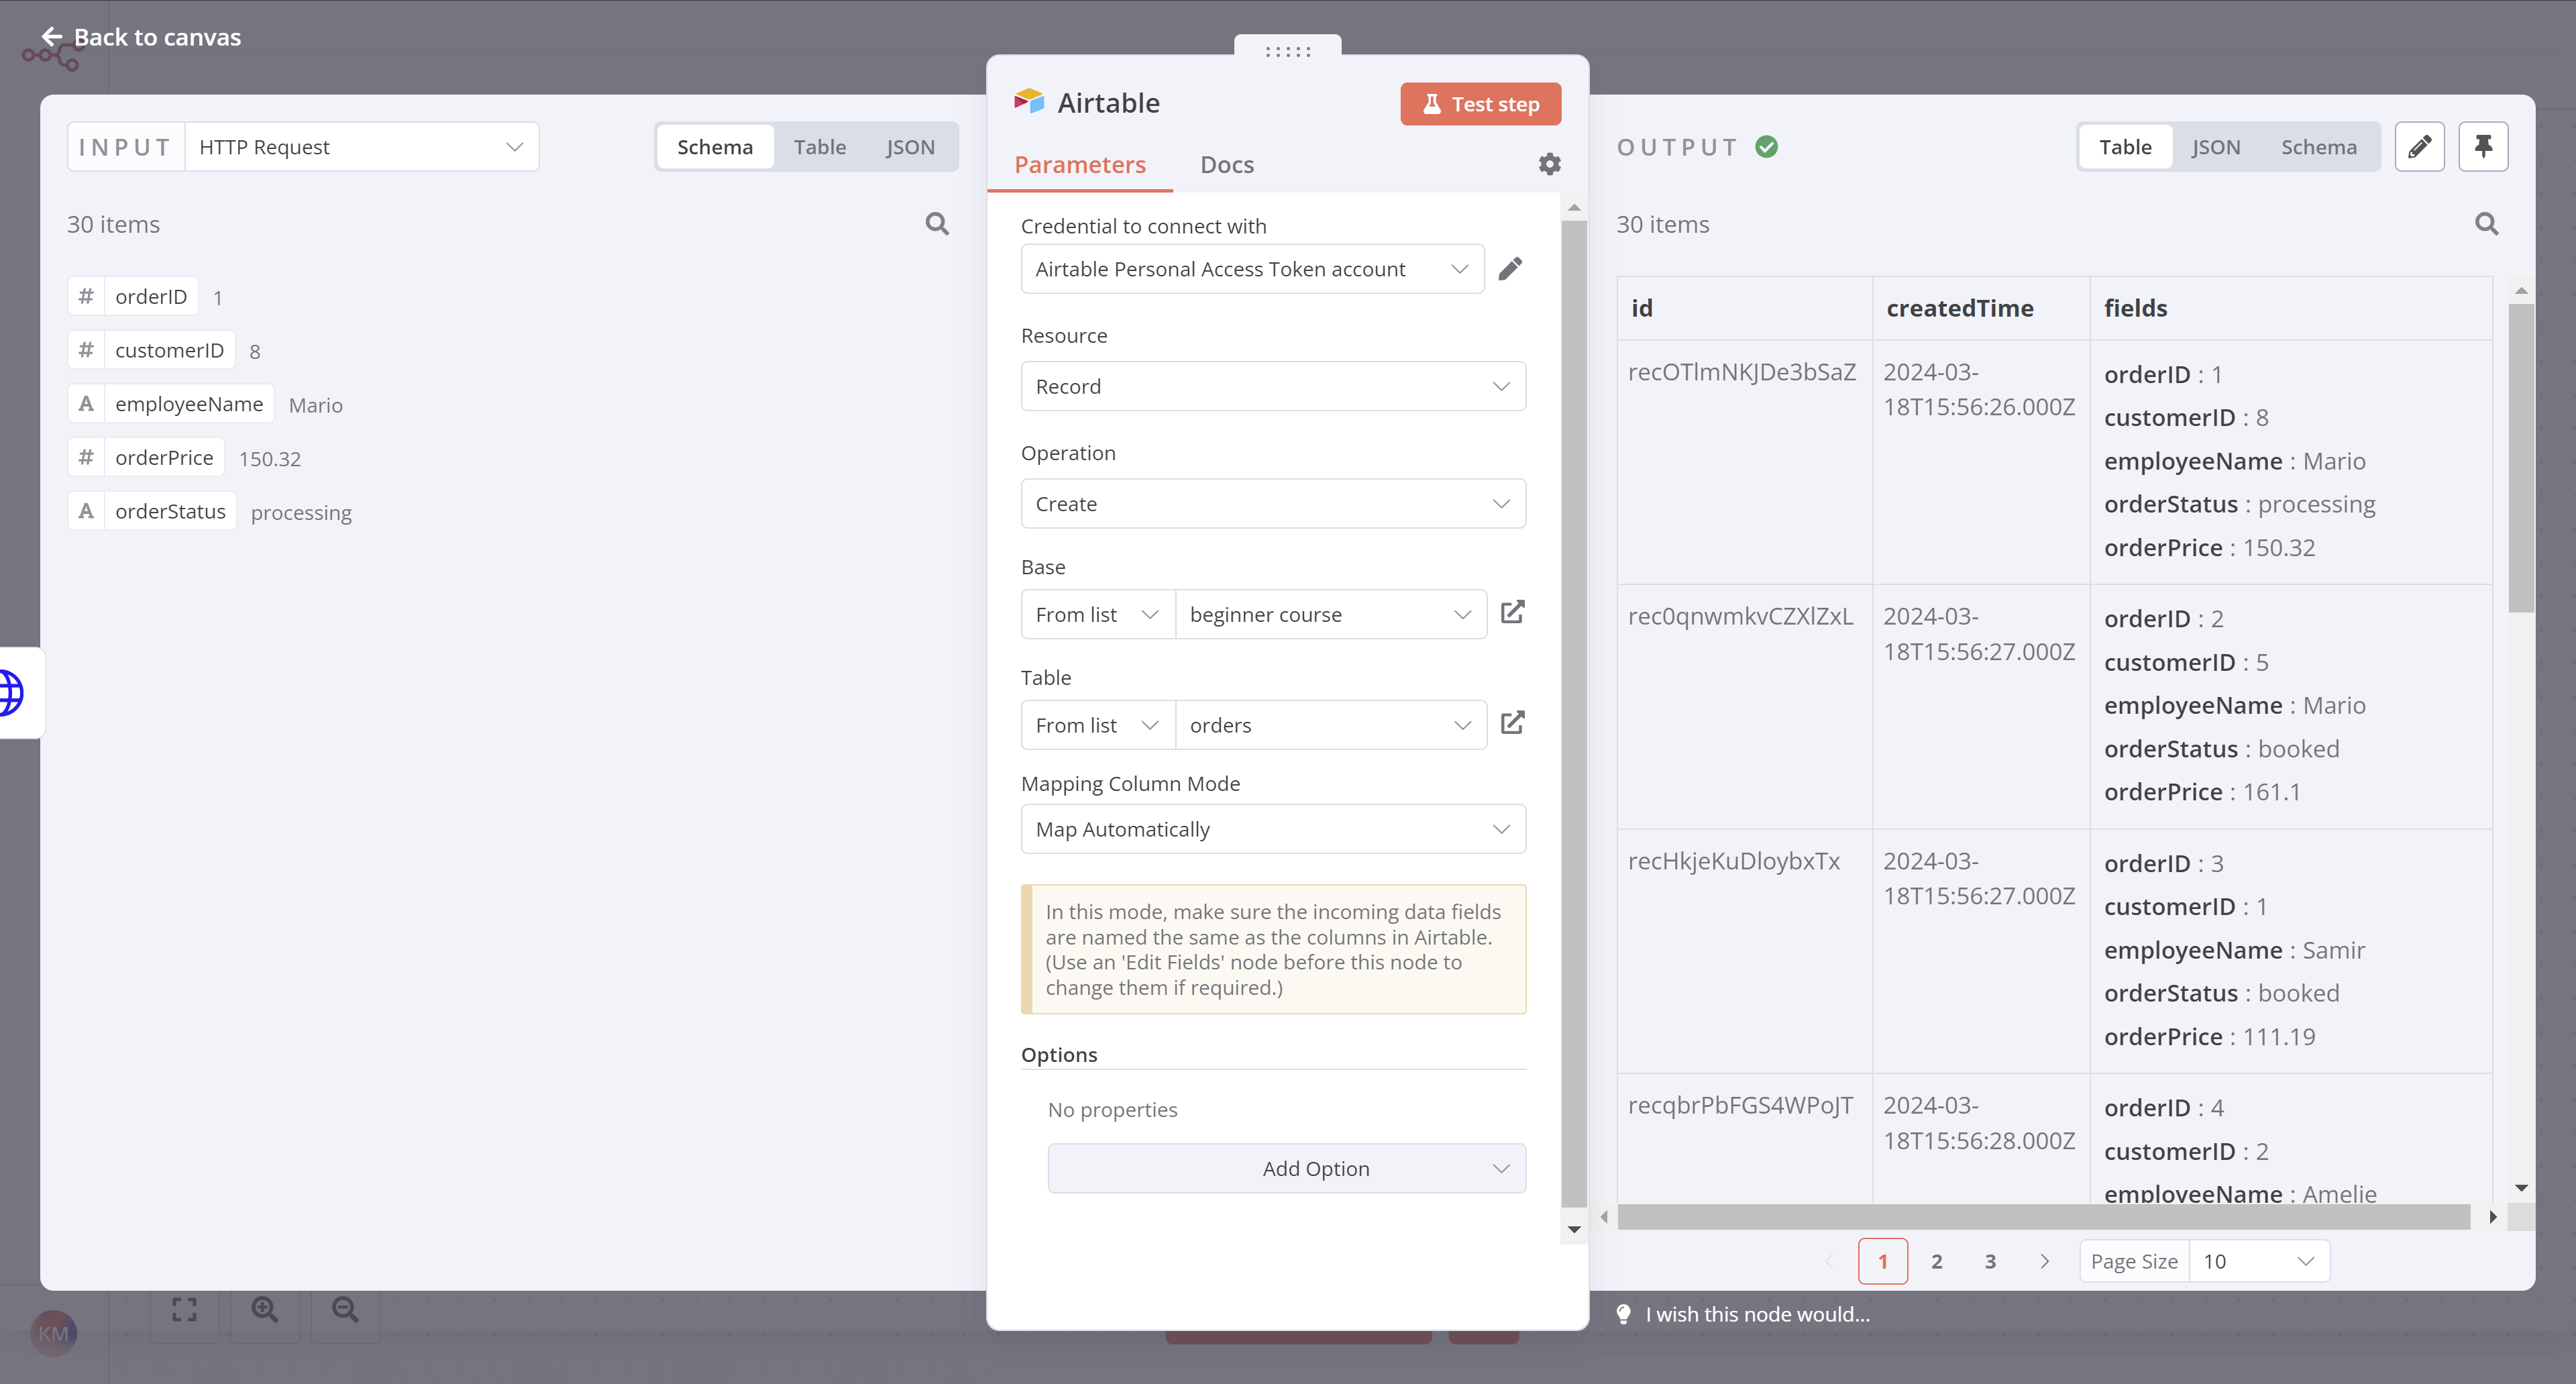 Back to canvas
INPUT HTTP Request
Schema Table JSON
30 items
# orderID 1
# customerID 8
A employeeName Mario
# orderPrice 150.32
A orderStatus processing
Airtable
Test step
Parameters Docs
Credential to connect with
Airtable Personal Access Token account
Resource
Record
Operation
Create
Base
From list beginner course
Table
From list orders
Mapping Column Mode
Map Automatically
In this mode, make sure the incoming data fields
are named the same as the columns in Airtable.
(Use an 'Edit Fields' node before this node to
change them if required.)
Options
No properties
Add Option
OUTPUT
Table JSON Schema
30 items
id createdTime fields
recOTlmNKJDe3bSaZ
2024-03-
18T15:56:26.000Z
orderID : 1
customerID : 8
employeeName : Mario
orderStatus : processing
orderPrice : 150.32
rec0qnwmkvCZXlZxL
2024-03-
18T15:56:27.000Z
orderID : 2
customerID : 5
employeeName : Mario
orderStatus : booked
orderPrice : 161.1
recHkjeKuDloybxTx
2024-03-
18T15:56:27.000Z
orderID : 3
customerID : 1
employeeName : Samir
orderStatus : booked
orderPrice : 111.19
recqbrPbFGS4WPoJT
2024-03-
18T15:56:28.000Z
orderID : 4
customerID : 2
employeeName : Amelie
1 2 3 Page Size 10
I wish this node would...
KM